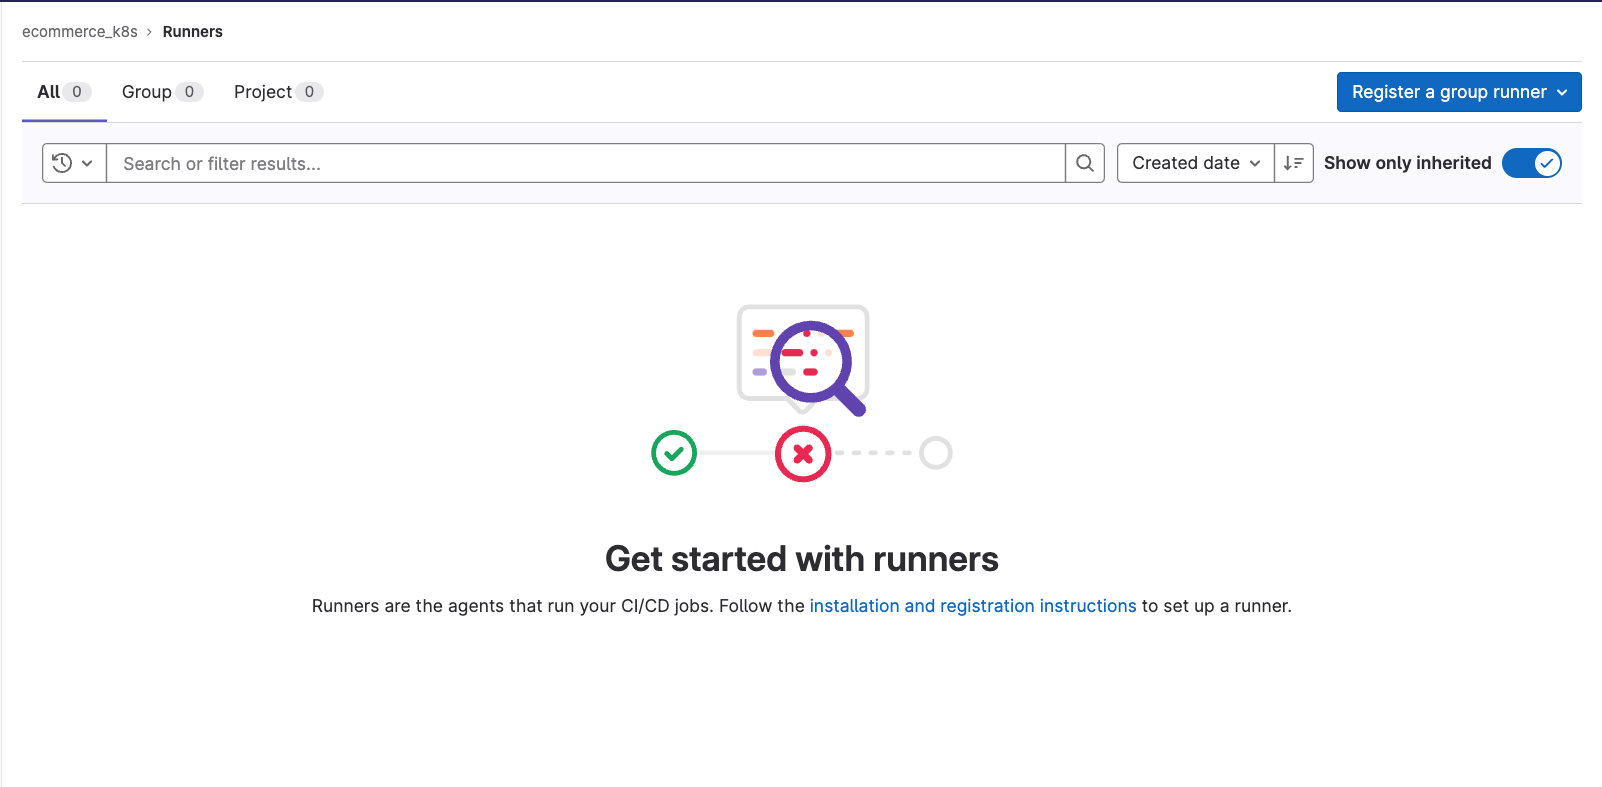 ecommerce_k8s › Runners
All 0 Group 0 Project 0 Register a group runner
Search or filter results... Created date Show only inherited
Get started with runners
Runners are the agents that run your CI/CD jobs. Follow the installation and registration instructions to set up a runner.